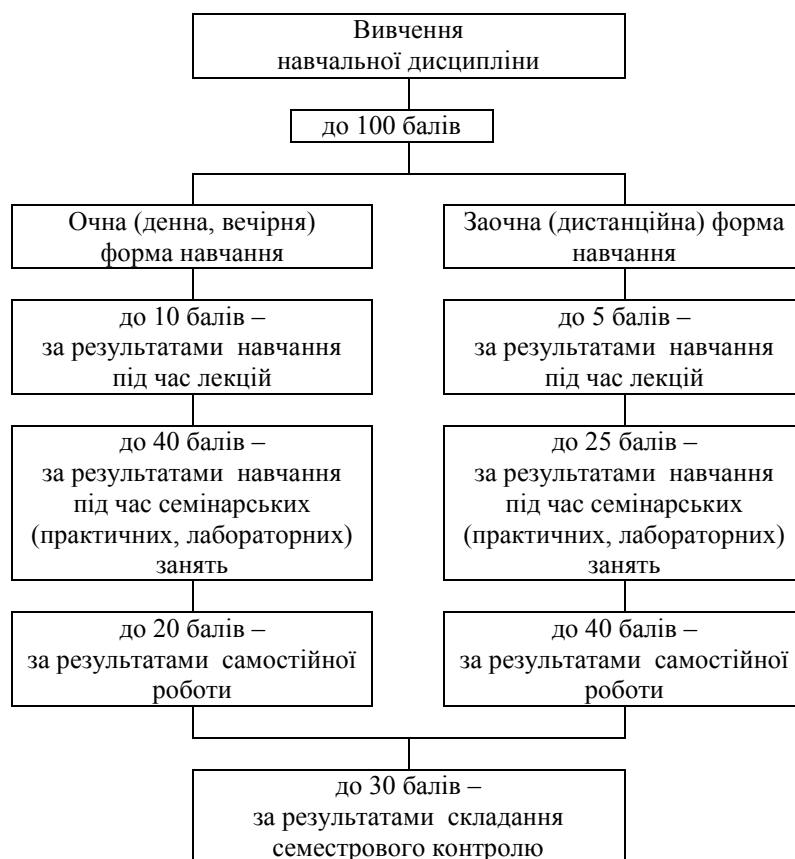 Вивчення
навчальної дисципліни
до 100 балів
Очна (денна, вечірня)
форма навчання
до 10 балів –
за результатами навчання
під час лекцій
до 40 балів –
за результатами навчання
під час семінарських
(практичних, лабораторних)
занять
до 20 балів –
за результатами самостійної
роботи
Заочна (дистанційна) форма
навчання
до 5 балів –
за результатами навчання
під час лекцій
до 25 балів –
за результатами навчання
під час семінарських
(практичних, лабораторних)
занять
до 40 балів –
за результатами самостійної
роботи
до 30 балів –
за результатами складання
семестрового контролю